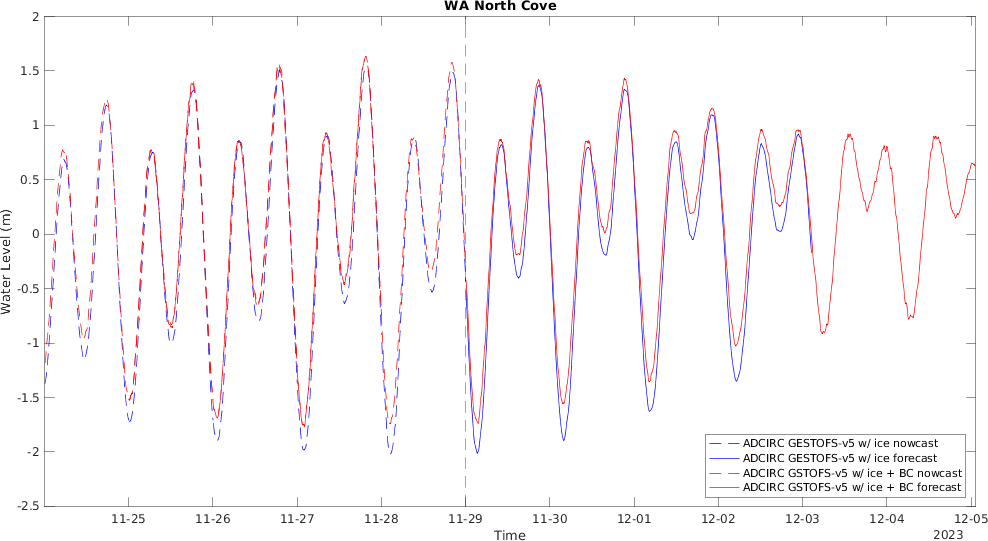 WA North Cove
2
1.5
1
0.5
0
-0.5
-1
-1.5
-2
-2.5
Water Level (m)
11-25 11-26 11-27 11-28 11-29 11-30 12-01 12-02 12-03 12-04 12-05
Time
2023
ADCIRC GESTOFS-v5 w/ ice nowcast
ADCIRC GESTOFS-v5 w/ ice forecast
ADCIRC GSTOFS-v5 w/ ice + BC nowcast
ADCIRC GSTOFS-v5 w/ ice + BC forecast